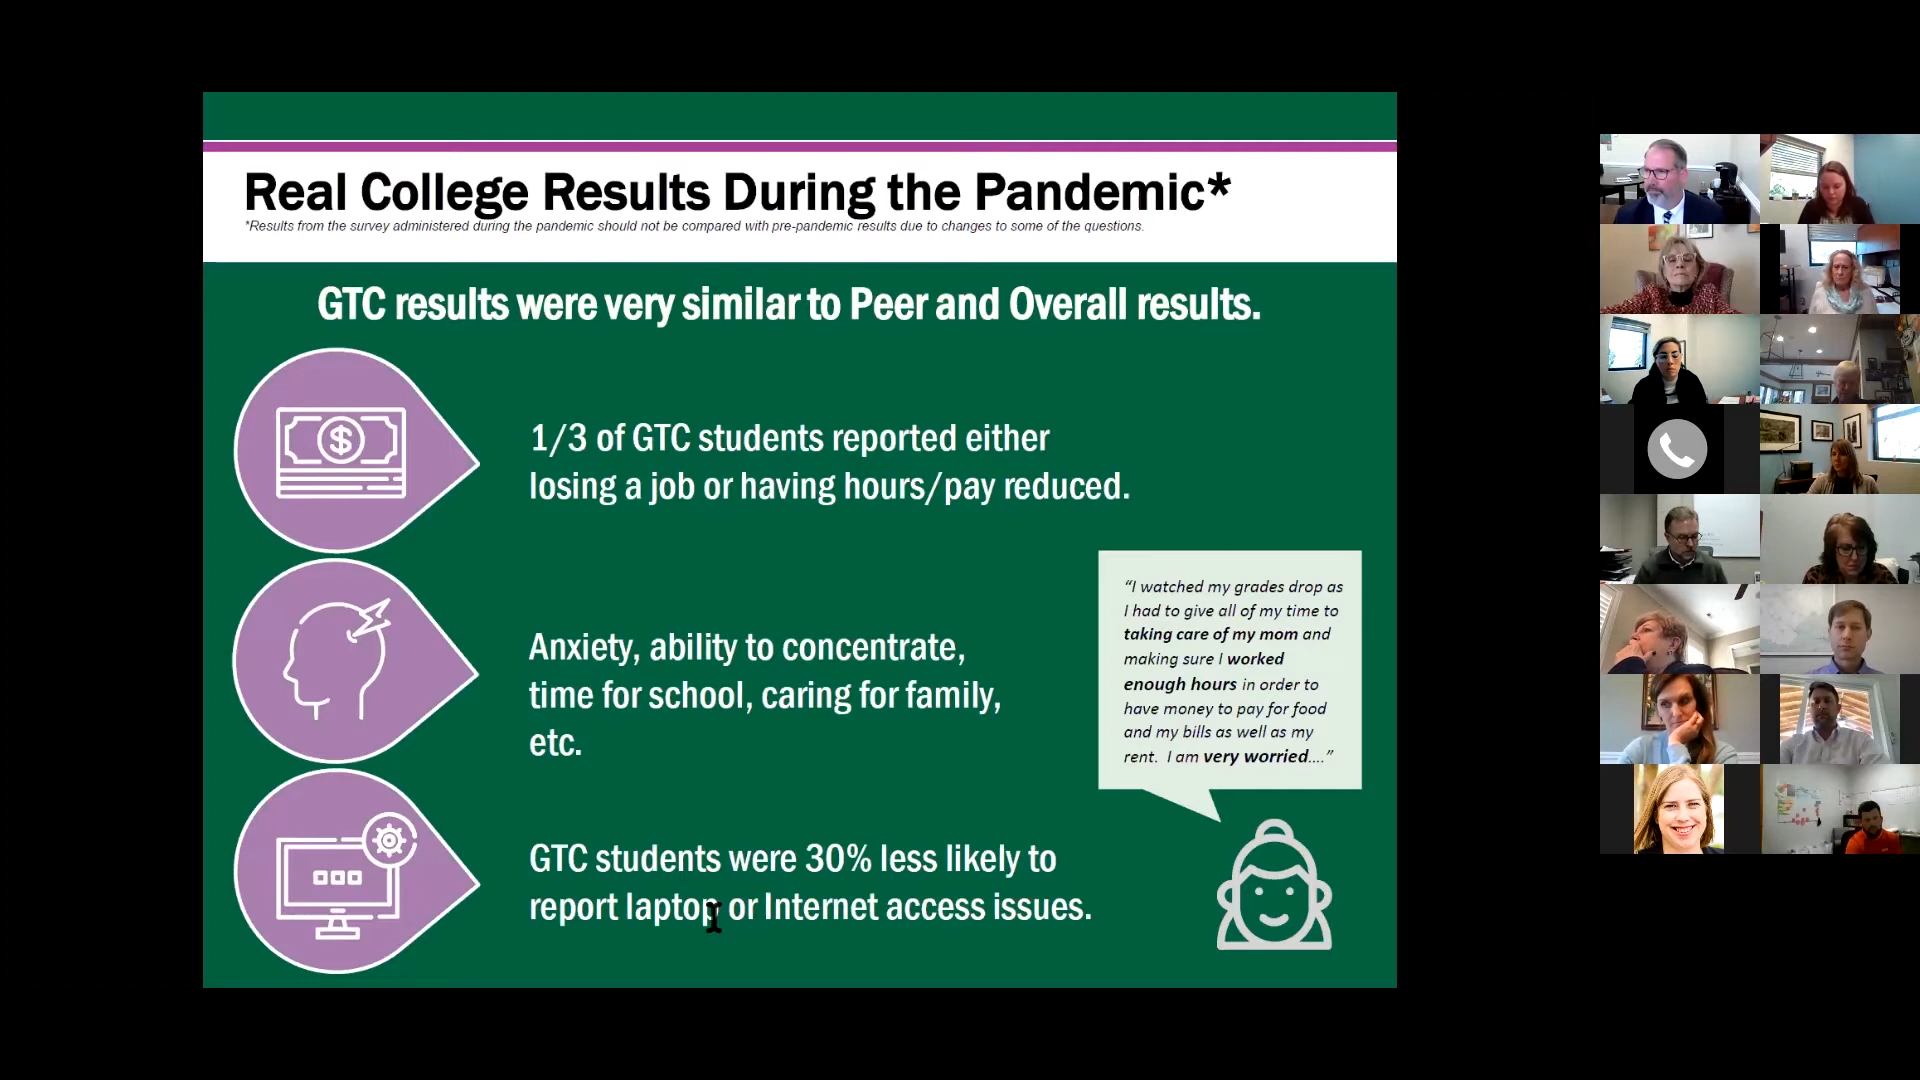 Real College Results During the Pandemic*
*Results from the survey administered during the pandemic should not be compared with pre-pandemic results due to changes to some of the questions.
GTC results were very similar to Peer and Overall results.
1/3 of GTC students reported either
losing a job or having hours/pay reduced.
Anxiety, ability to concentrate,
time for school, caring for family,
etc.
“I watched my grades drop as
I had to give all of my time to
taking care of my mom and
making sure I worked
enough hours in order to
have money to pay for food
and my bills as well as my
rent. I am very worried....”
GTC students were 30% less likely to
report laptop or Internet access issues.